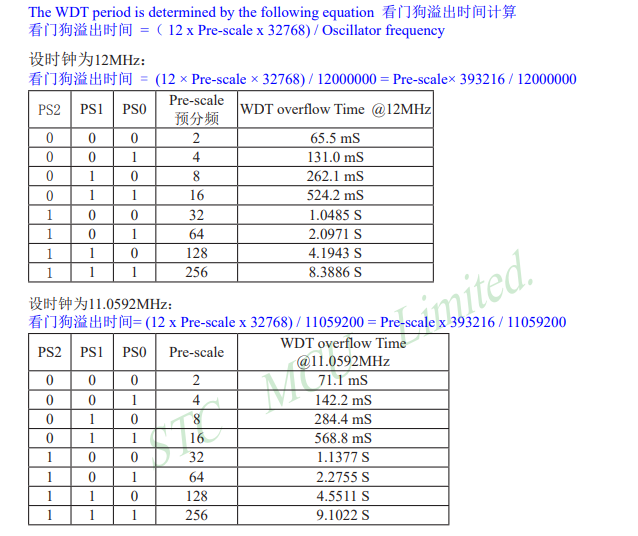 The WDT period is determined by the following equation 看门狗溢出时间计算
看门狗溢出时间 =（ 12 x Pre-scale x 32768) / Oscillator frequency
设时钟为12MHz：
看门狗溢出时间 = (12 × Pre-scale × 32768) / 12000000 = Pre-scale× 393216 / 12000000
PS2 PS1 PS0 Pre-scale 预分频 WDT overflow Time @12MHz
0 0 0 2 65.5 mS
0 0 1 4 131.0 mS
0 1 0 8 262.1 mS
0 1 1 16 524.2 mS
1 0 0 32 1.0485 S
1 0 1 64 2.0971 S
1 1 0 128 4.1943 S
1 1 1 256 8.3886 S
设时钟为11.0592MHz：
看门狗溢出时间= (12 x Pre-scale x 32768) / 11059200 = Pre-scale x 393216 / 11059200
PS2 PS1 PS0 Pre-scale WDT overflow Time @11.0592MHz
0 0 0 2 71.1 mS
0 0 1 4 142.2 mS
0 1 0 8 284.4 mS
0 1 1 16 568.8 mS
1 0 0 32 1.1377 S
1 0 1 64 2.2755 S
1 1 0 128 4.5511 S
1 1 1 256 9.1022 S
STC MCU Limited.